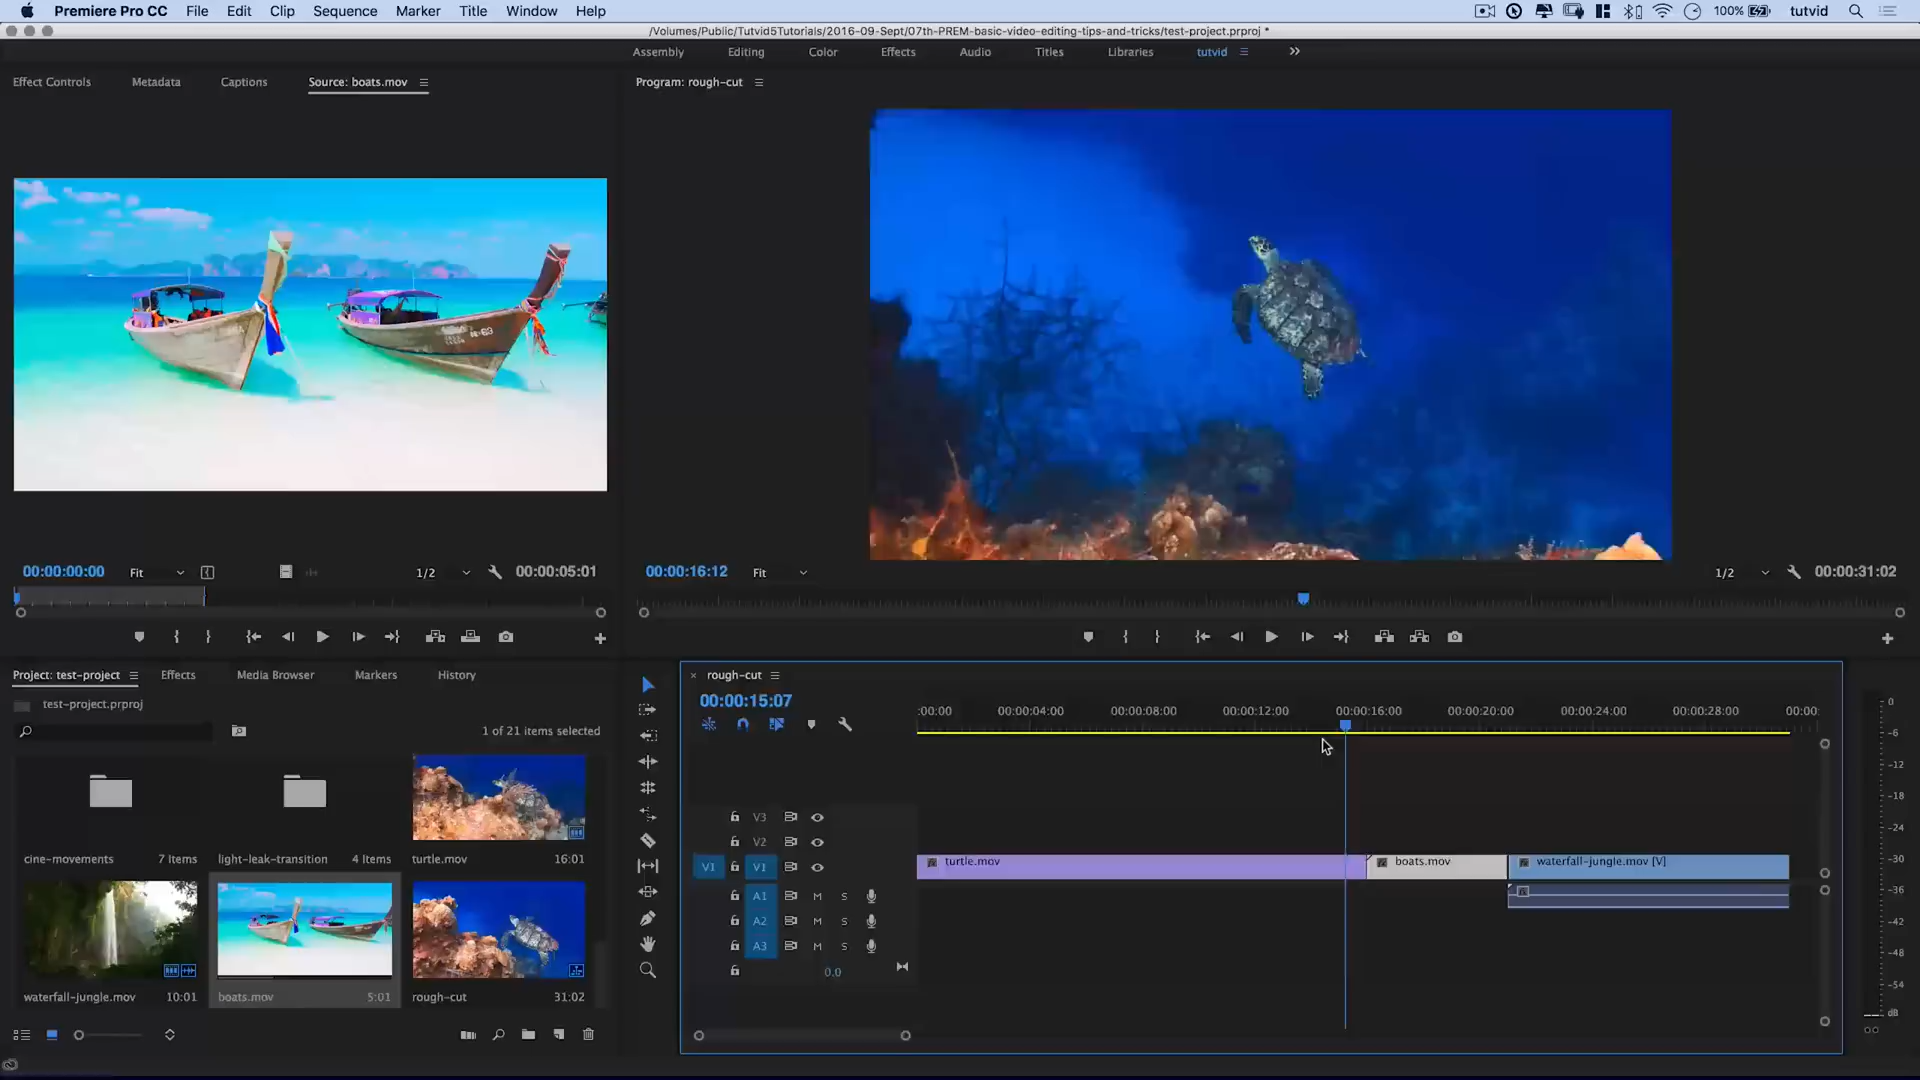 Premiere Pro CC File Edit Clip Sequence Marker Title Window Help 100% tutvid
/Volumes/Public/Tutvid5Tutorials/2016-09-Sept/07th-PREM-basic-video-editing-tips-and-tricks/test-project.prproj *
Assembly Editing Color Effects Audio Titles Libraries tutvid
Effect Controls Metadata Captions Source: boats.mov
Program: rough-cut
00:00:00:00 Fit 1/2 00:00:05:01
00:00:16:12 Fit 1/2 00:00:31:02
Project: test-project Effects Media Browser Markers History
test-project.prproj
1 of 21 items selected
cine-movements 7 Items
light-leak-transition 4 Items
turtle.mov 16:01
waterfall-jungle.mov 10:01
boats.mov 5:01
rough-cut 31:02
× rough-cut
00:00:15:07
:00:00 00:00:04:00 00:00:08:00 00:00:12:00 00:00:16:00 00:00:20:00 00:00:24:00 00:00:28:00 00:00:
V3
V2
V1 V1 turtle.mov boats.mov waterfall-jungle.mov [V]
A1 M S
A2 M S
A3 M S
0.0
0
-6
-12
-18
-24
-30
-36
-42
-48
-54
dB